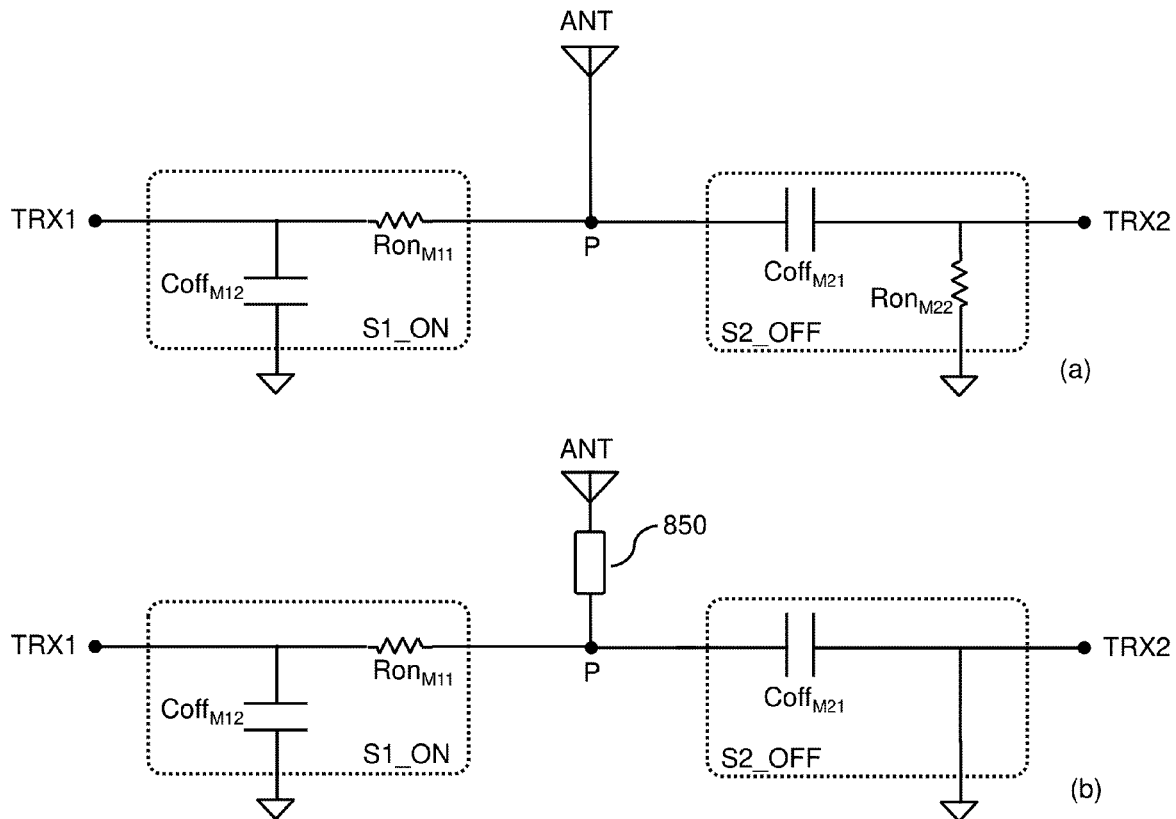 ANT
TRX1
TRX2
P
Ron_M11
Coff_M12
Coff_M21
Ron_M22
S1_ON
S2_OFF
(a)
ANT
850
TRX1
TRX2
P
Ron_M11
Coff_M12
Coff_M21
S1_ON
S2_OFF
(b)